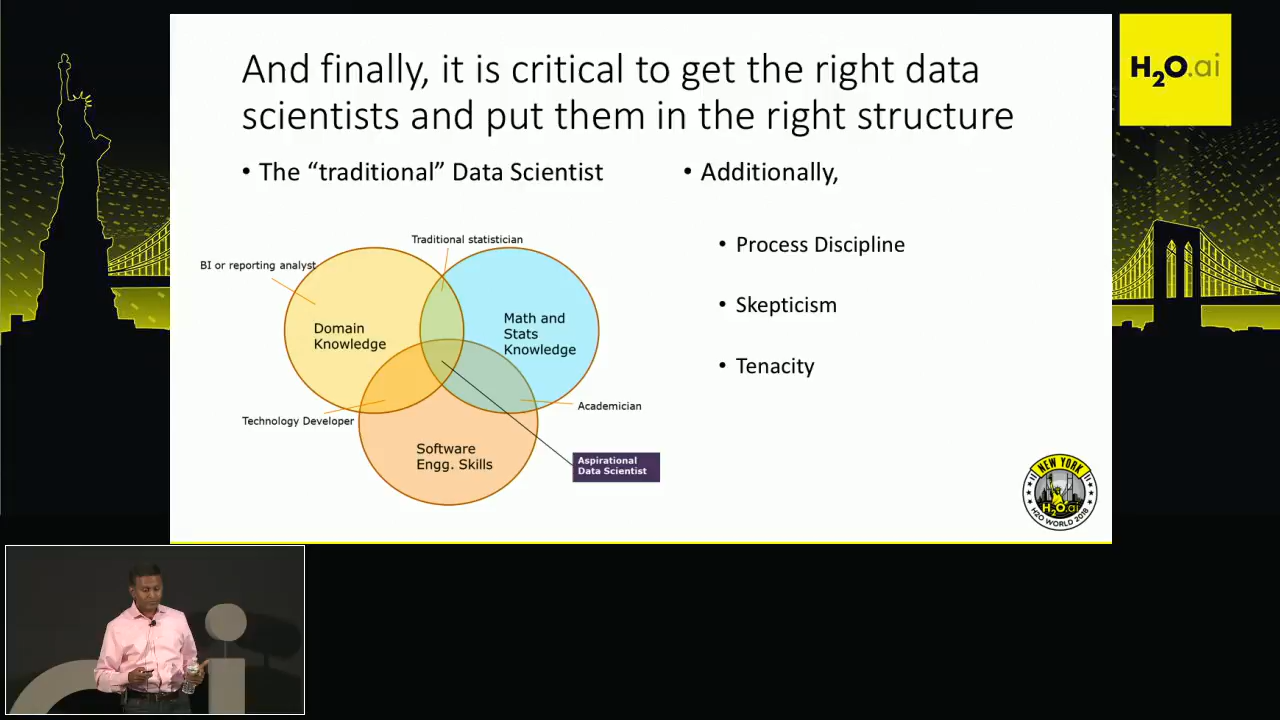 And finally, it is critical to get the right data
scientists and put them in the right structure
H2O.ai
• The “traditional” Data Scientist
Traditional statistician
BI or reporting analyst
Domain
Knowledge
Math and
Stats
Knowledge
Technology Developer
Academician
Software
Engg. Skills
Aspirational
Data Scientist
• Additionally,
• Process Discipline
• Skepticism
• Tenacity
NEW YORK
H2O.ai
H2O WORLD 2018